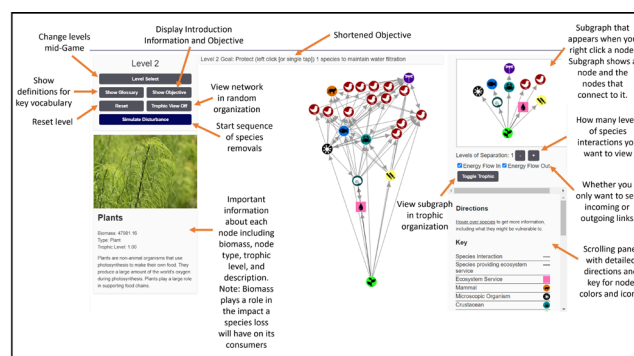 Change levels
mid-Game
Display Introduction
Information and Objective
Shortened Objective
Subgraph that
appears when you
right click a node
Subgraph shows a
node and the
nodes that
connect to it.
Level 2
Level 2 Goal: Protect (left click [or single tap]) 1 species to maintain water filtration
Level Select
Show
definitions for
key vocabulary
Show Glossary
Show Objective
Reset
Trophic View Off
Simulate Disturbance
Reset level
View network
in random
organization
Start sequence
of species
removals
How many level
of species
interactions you
want to view
Levels of Separation: 1 - +
Energy Flow In Energy Flow Out
Toggle Trophic
View subgraph
in trophic
organization
Whether you
only want to se
incoming or
outgoing links
Plants
Biomass: 47981.16
Type: Plant
Trophic Level: 1.00
Plants are non-animal organisms that use
photosynthesis to make their own food. They
produce a large amount of the world's oxygen
during photosynthesis. Plants play a large role
in supporting food chains.
Important
information about
each node
including biomass,
node type,
trophic level, and
description.
Note: Biomass
plays a role in
the impact a
species loss
will have on its
consumers
Directions
Hover over species to get more information,
including what they might be vulnerable to.
Key
Species Interaction
Species providing ecosystem
service
Ecosystem Service
Mammal
Microscopic Organism
Crustacean
Scrolling pane
with detailed
directions and
key for node
colors and icon